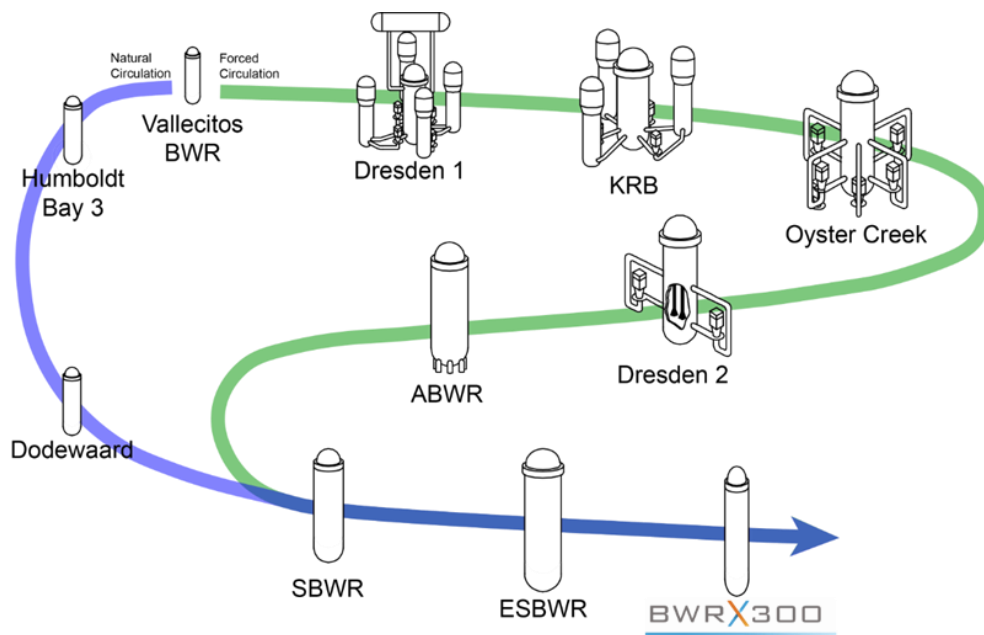 Natural
Circulation
Forced
Circulation
Vallecitos
BWR
Dresden 1
KRB
Oyster Creek
Humboldt
Bay 3
Dresden 2
ABWR
Dodewaard
SBWR
ESBWR
BWRX300